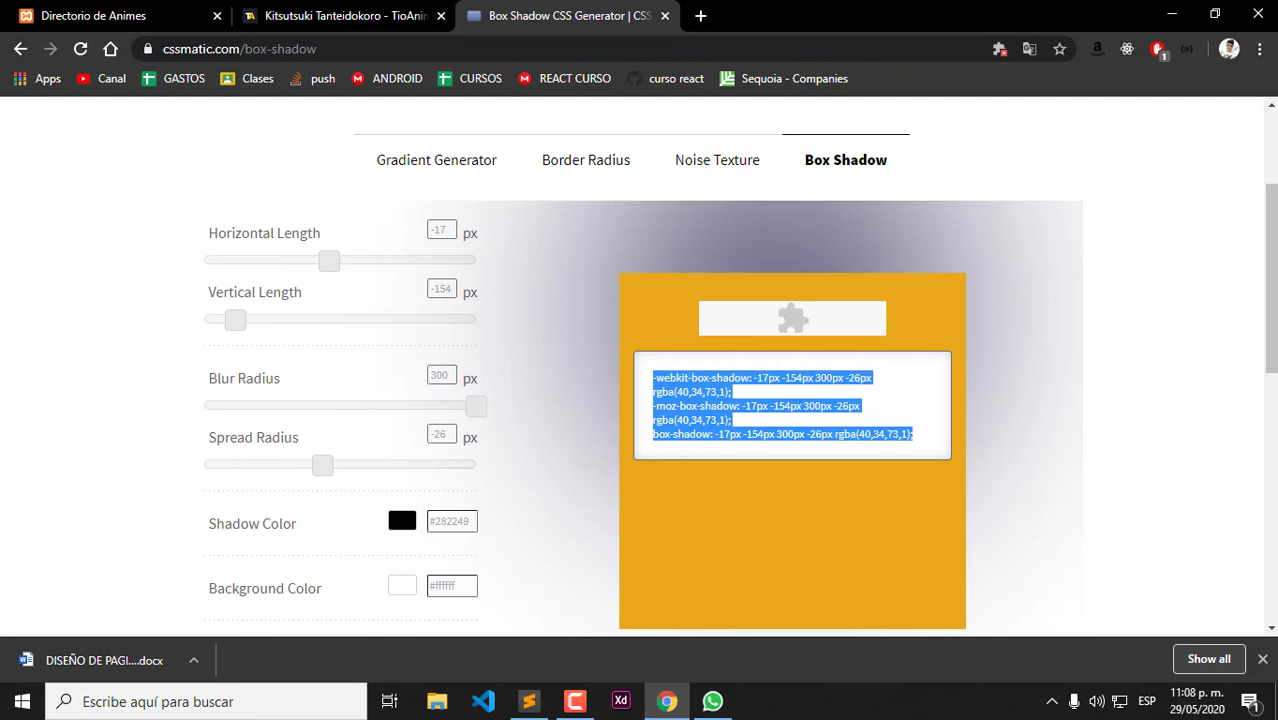 Directorio de Animes
Kitsutsuki Tanteidokoro - TioAnim
Box Shadow CSS Generator | CSS
cssmatic.com/box-shadow
Apps
Canal
GASTOS
Clases
push
ANDROID
CURSOS
REACT CURSO
curso react
Sequoia - Companies
Gradient Generator
Border Radius
Noise Texture
Box Shadow
Horizontal Length
-17
px
Vertical Length
-154
px
Blur Radius
300
px
Spread Radius
-26
px
Shadow Color
#282249
Background Color
#ffffff
-webkit-box-shadow: -17px -154px 300px -26px
rgba(40,34,73,1);
-moz-box-shadow: -17px -154px 300px -26px
rgba(40,34,73,1);
box-shadow: -17px -154px 300px -26px rgba(40,34,73,1);
DISEÑO DE PAGI....docx
Show all
Escribe aquí para buscar
Xd
ESP
11:08 p. m.
29/05/2020
1